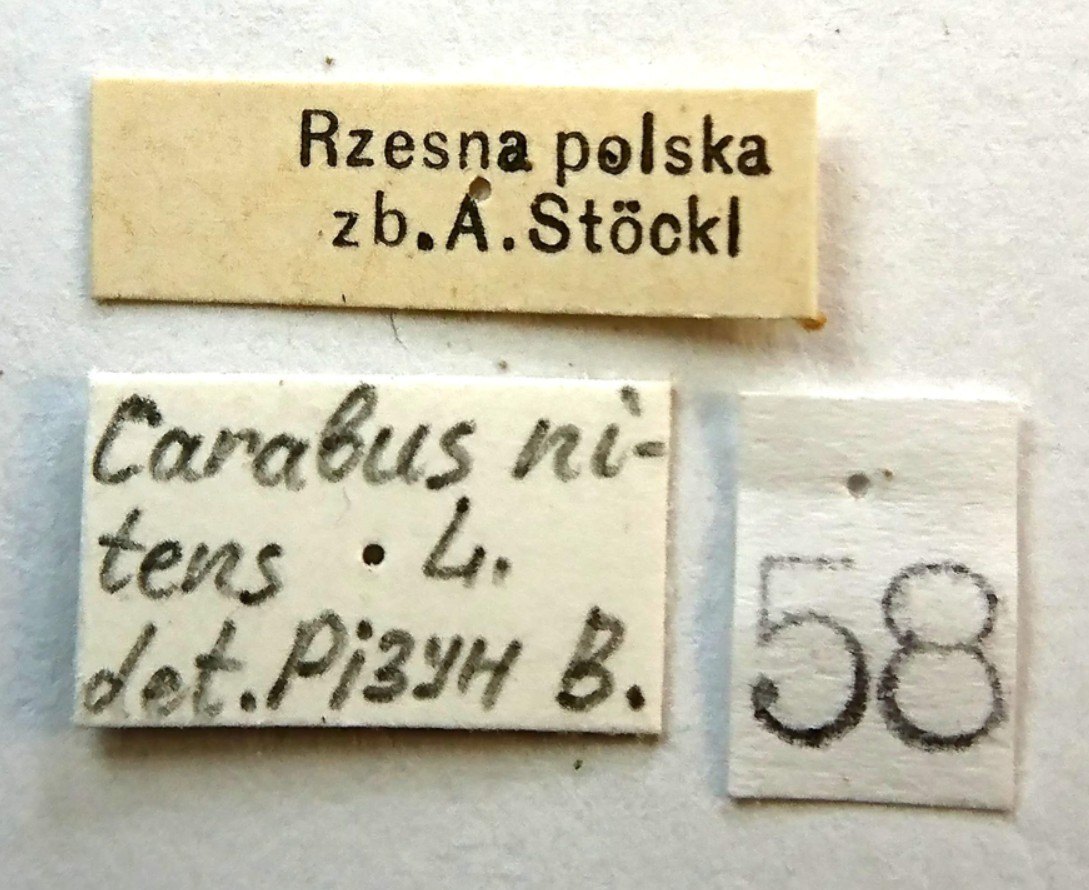 Rzesna polska
zb. A. Stöckl
Carabus ni-
tens L.
det. Різун В.
58